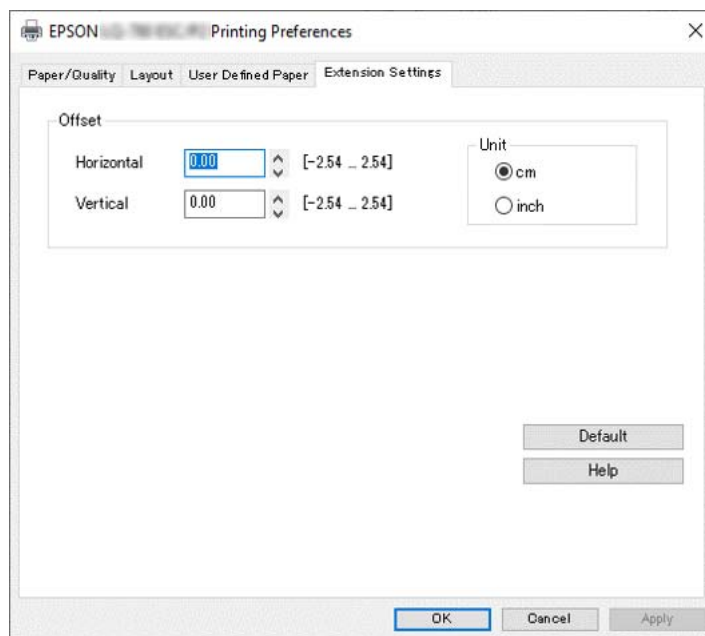 EPSON Printing Preferences
Paper/Quality Layout User Defined Paper Extension Settings
Offset
Horizontal 0.00 [-2.54 .. 2.54]
Vertical 0.00 [-2.54 .. 2.54]
Unit
cm
inch
Default
Help
OK Cancel Apply